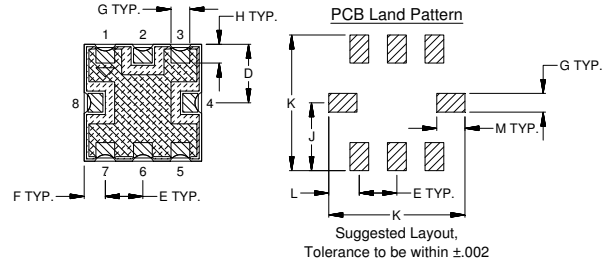 G TYP.
H TYP.
PCB Land Pattern
1 2 3
D
G TYP.
8 4
K
J
M TYP.
7 6 5
F TYP.
E TYP.
L
E TYP.
K
Suggested Layout,
Tolerance to be within ±.002